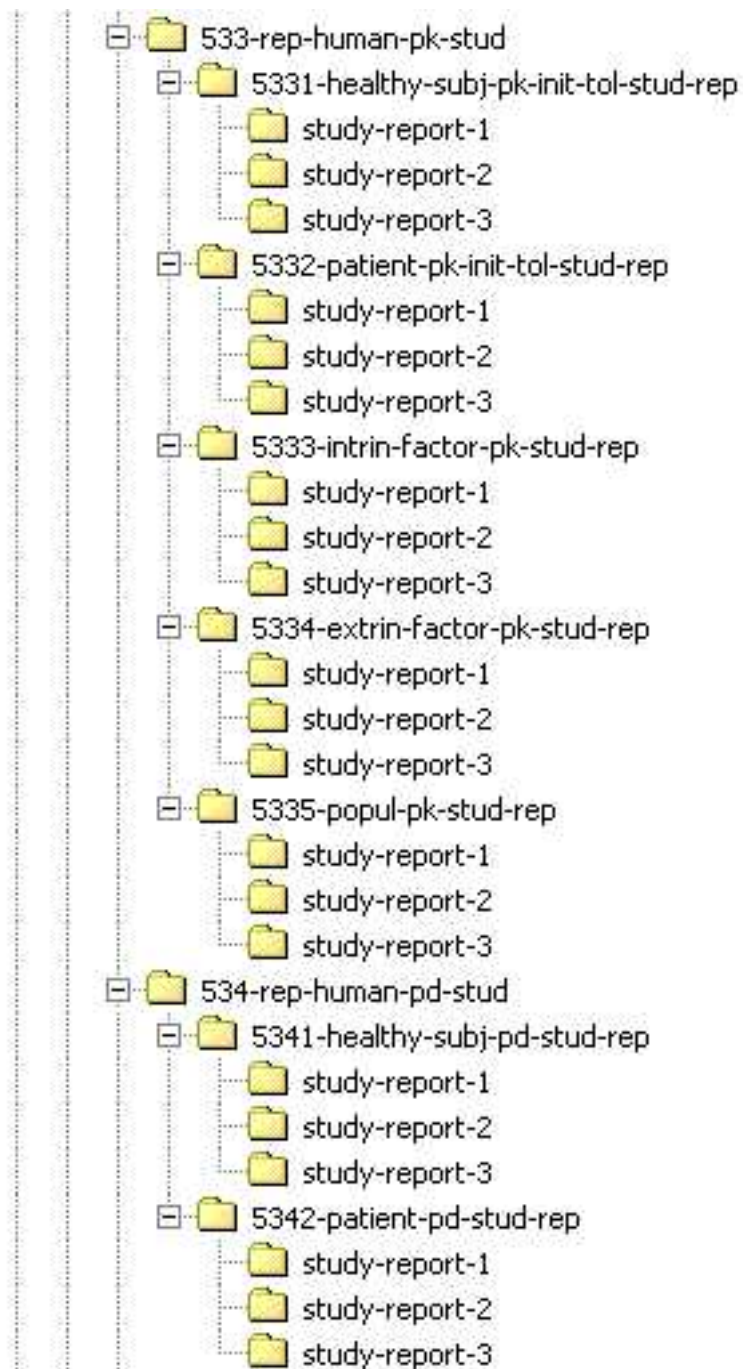 533-rep-human-pk-stud
5331-healthy-subj-pk-init-tol-stud-rep
study-report-1
study-report-2
study-report-3
5332-patient-pk-init-tol-stud-rep
study-report-1
study-report-2
study-report-3
5333-intrin-factor-pk-stud-rep
study-report-1
study-report-2
study-report-3
5334-extrin-factor-pk-stud-rep
study-report-1
study-report-2
study-report-3
5335-popul-pk-stud-rep
study-report-1
study-report-2
study-report-3
534-rep-human-pd-stud
5341-healthy-subj-pd-stud-rep
study-report-1
study-report-2
study-report-3
5342-patient-pd-stud-rep
study-report-1
study-report-2
study-report-3